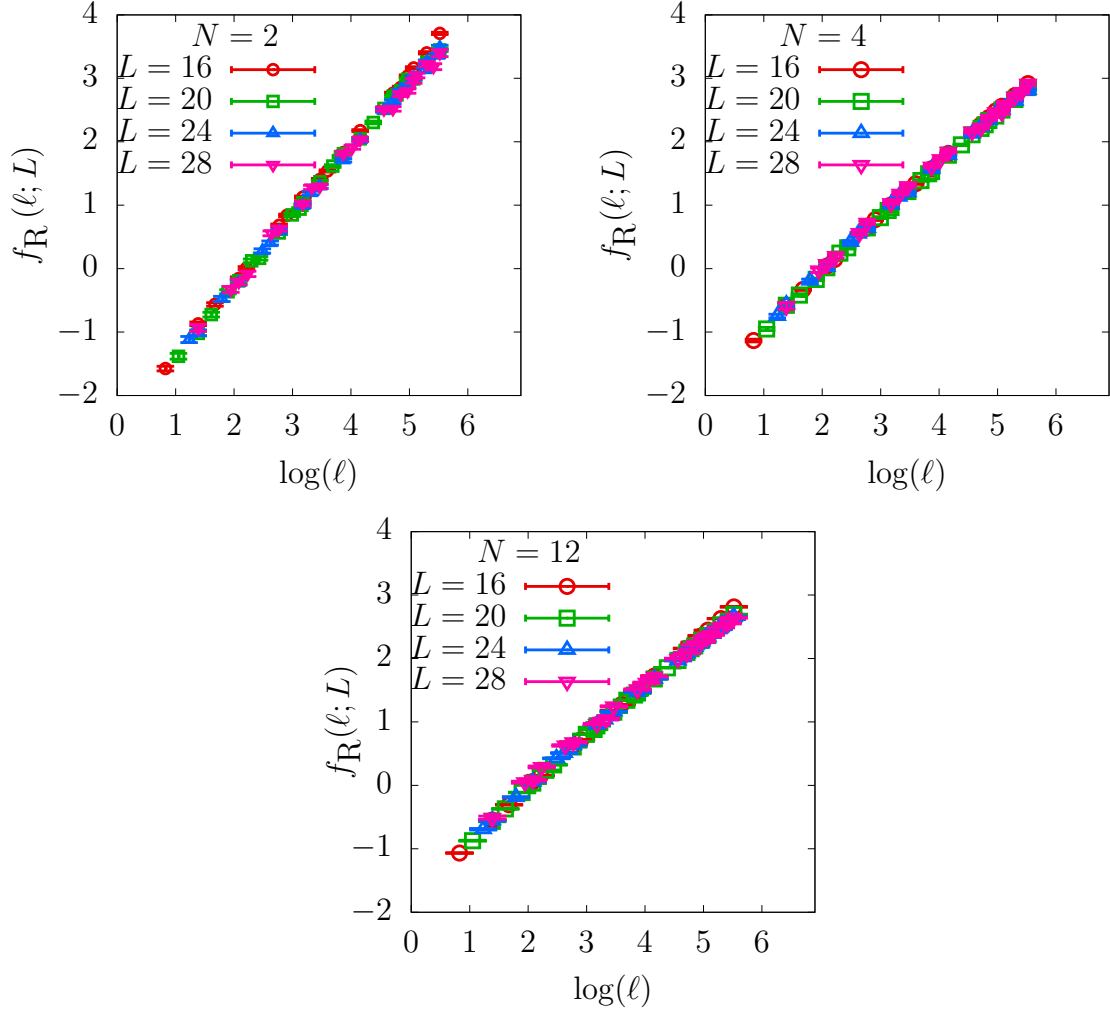 N = 2
L = 16
L = 20
L = 24
L = 28
4
3
2
1
0
−1
−2
0 1 2 3 4 5 6
f_R(ℓ; L)
log(ℓ)
N = 4
L = 16
L = 20
L = 24
L = 28
4
3
2
1
0
−1
−2
0 1 2 3 4 5 6
f_R(ℓ; L)
log(ℓ)
N = 12
L = 16
L = 20
L = 24
L = 28
4
3
2
1
0
−1
−2
0 1 2 3 4 5 6
f_R(ℓ; L)
log(ℓ)